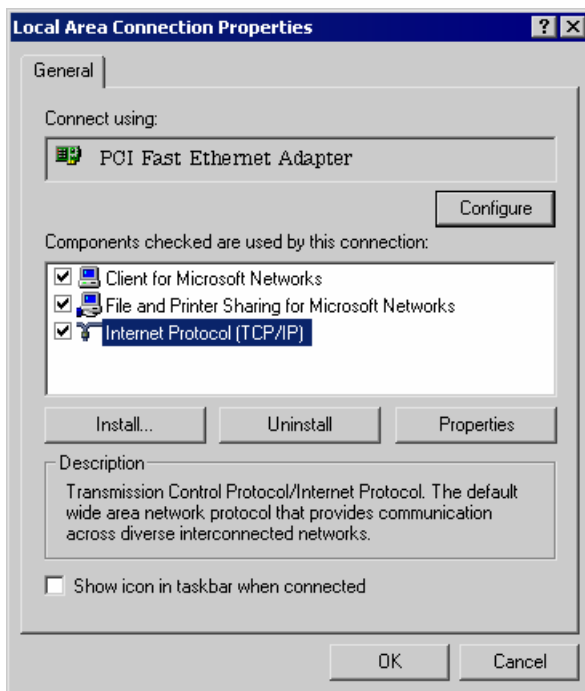 Local Area Connection Properties
General
Connect using:
PCI Fast Ethernet Adapter
Configure
Components checked are used by this connection:
Client for Microsoft Networks
File and Printer Sharing for Microsoft Networks
Internet Protocol (TCP/IP)
Install...
Uninstall
Properties
Description
Transmission Control Protocol/Internet Protocol. The default
wide area network protocol that provides communication
across diverse interconnected networks.
Show icon in taskbar when connected
OK
Cancel